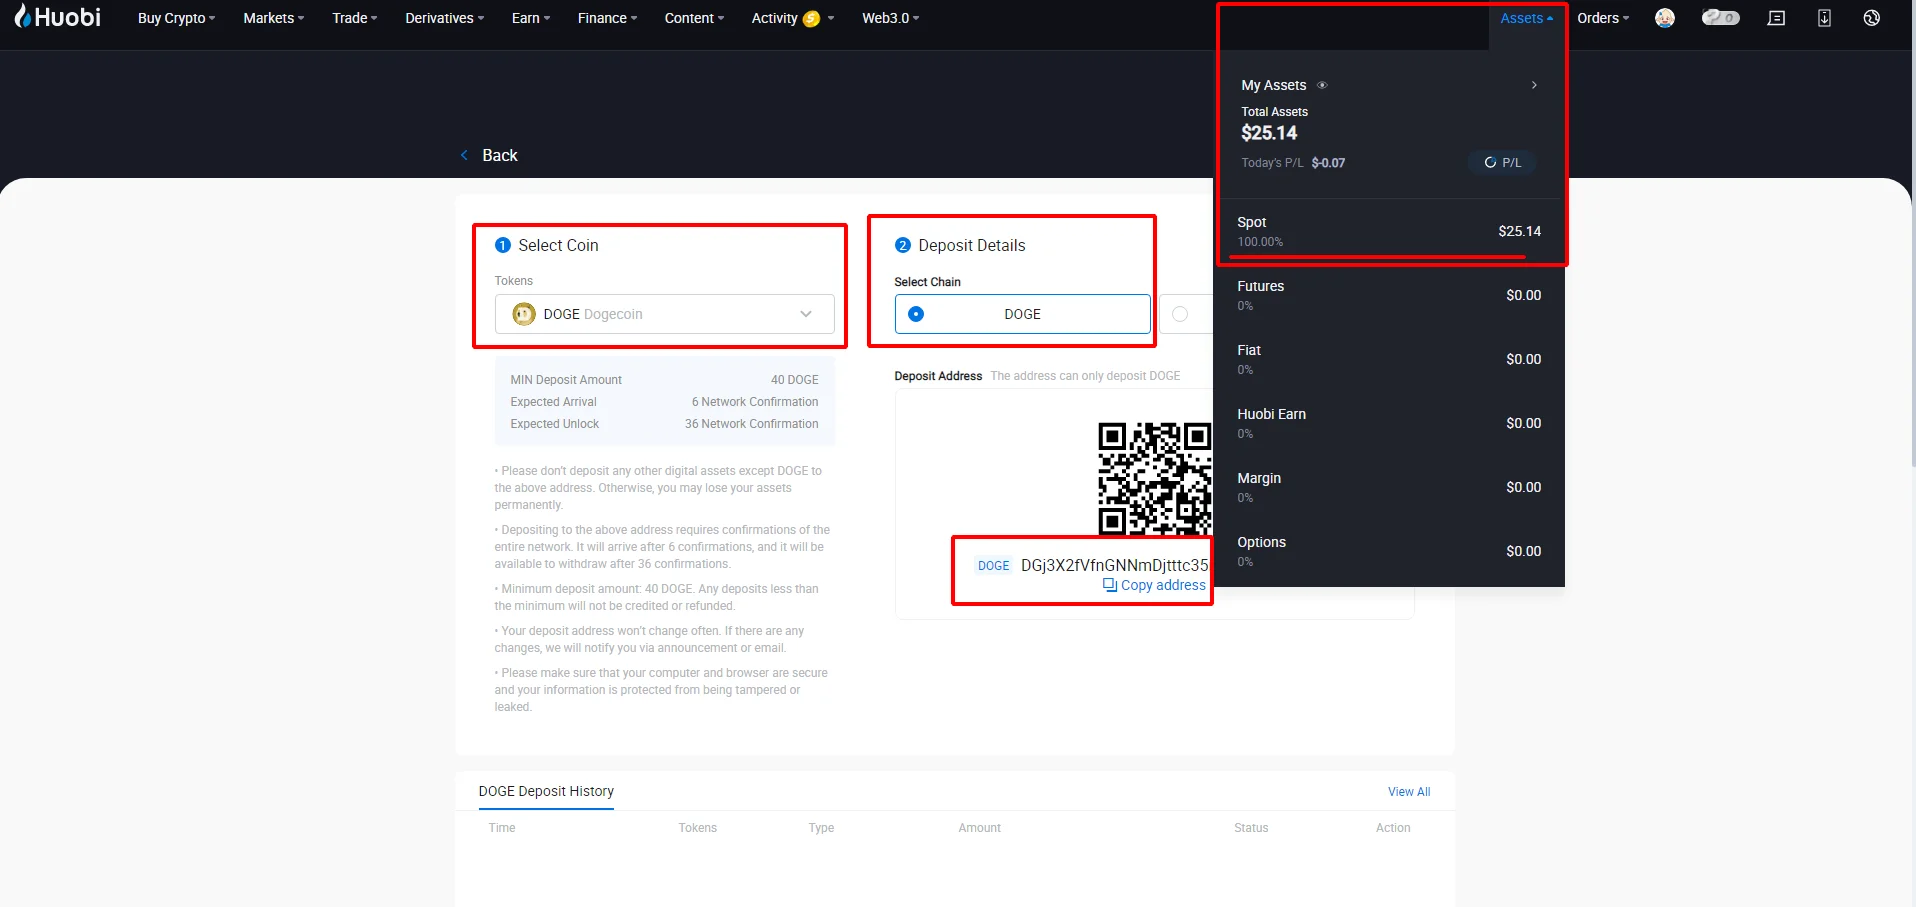 Huobi
Buy Crypto
Markets
Trade
Derivatives
Earn
Finance
Content
Activity
Web3.0
Assets
Orders
0
My Assets
Total Assets
$25.14
Today's P/L $-0.07
P/L
Spot
100.00%
$25.14
Futures
0%
$0.00
Fiat
0%
$0.00
Huobi Earn
0%
$0.00
Margin
0%
$0.00
Options
0%
$0.00
Back
1 Select Coin
Tokens
DOGE Dogecoin
MIN Deposit Amount 40 DOGE
Expected Arrival 6 Network Confirmation
Expected Unlock 36 Network Confirmation
• Please don't deposit any other digital assets except DOGE to
the above address. Otherwise, you may lose your assets
permanently.
• Depositing to the above address requires confirmations of the
entire network. It will arrive after 6 confirmations, and it will be
available to withdraw after 36 confirmations.
• Minimum deposit amount: 40 DOGE. Any deposits less than
the minimum will not be credited or refunded.
• Your deposit address won't change often. If there are any
changes, we will notify you via announcement or email.
• Please make sure that your computer and browser are secure
and your information is protected from being tampered or
leaked.
2 Deposit Details
Select Chain
DOGE
Deposit Address The address can only deposit DOGE
DOGE DGj3X2fVfnGNNmDjtttc35
Copy address
DOGE Deposit History
View All
Time Tokens Type Amount Status Action